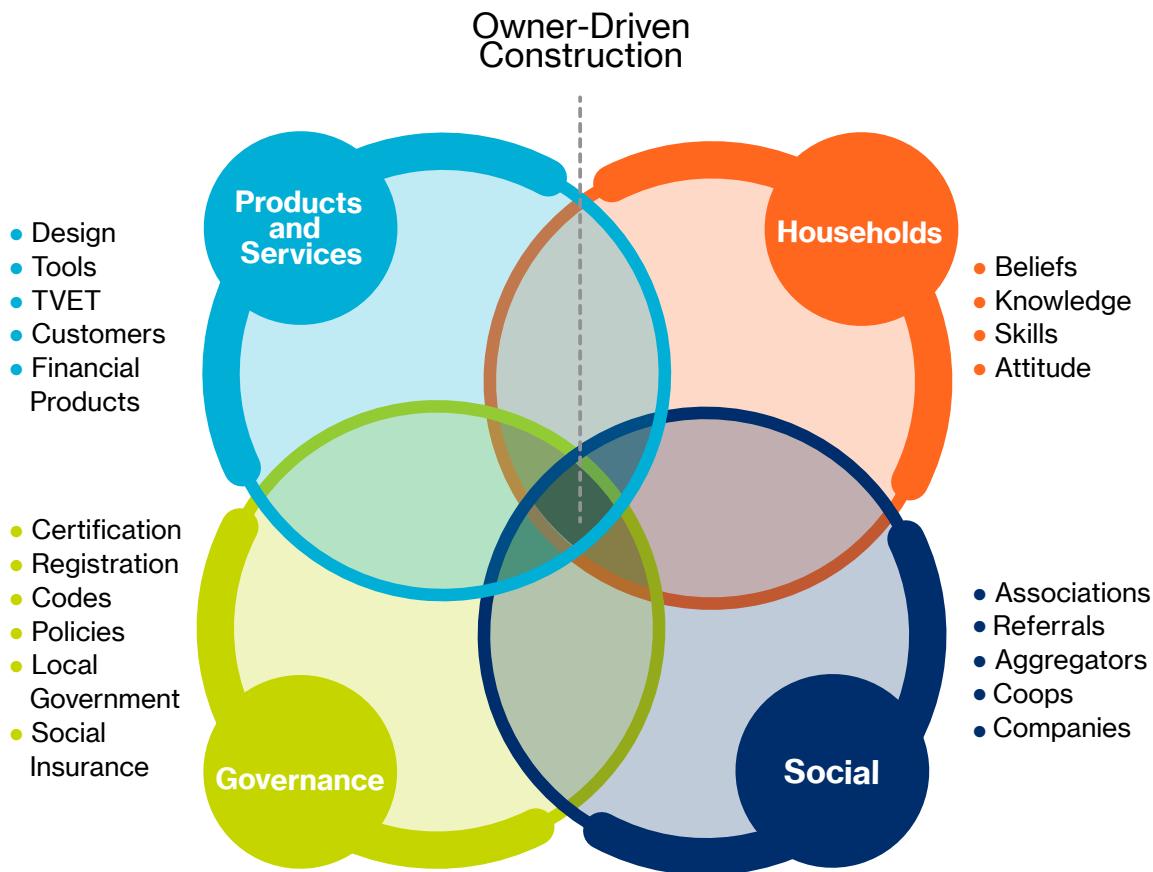 Owner-Driven
Construction
Products
and
Services
Households
• Design
• Tools
• TVET
• Customers
• Financial
Products
• Beliefs
• Knowledge
• Skills
• Attitude
• Certification
• Registration
• Codes
• Policies
• Local
Government
• Social
Insurance
• Associations
• Referrals
• Aggregators
• Coops
• Companies
Governance
Social